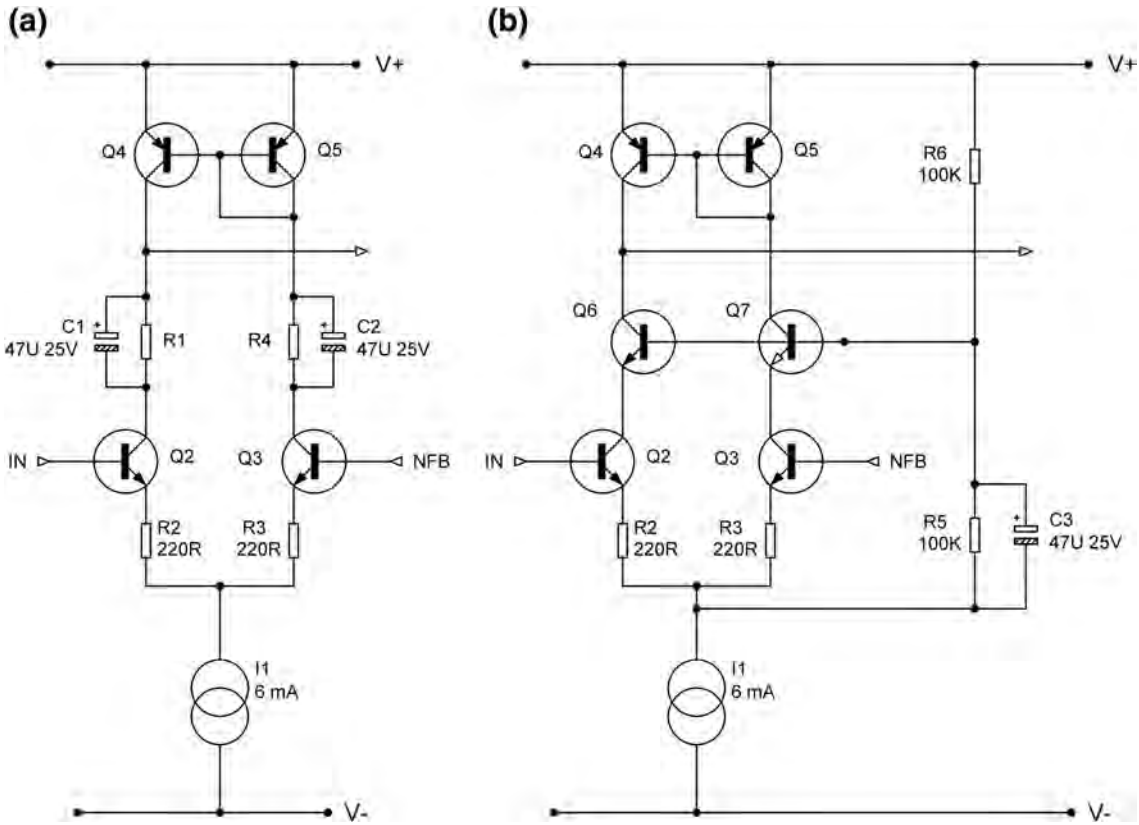 (a)
V+
Q4
Q5
C1
+
47U 25V
R1
R4
+
C2
47U 25V
IN
Q2
Q3
NFB
R2
220R
R3
220R
I1
6 mA
V-
(b)
V+
Q4
Q5
R6
100K
Q6
Q7
IN
Q2
Q3
NFB
R2
220R
R3
220R
R5
100K
+
C3
47U 25V
I1
6 mA
V-